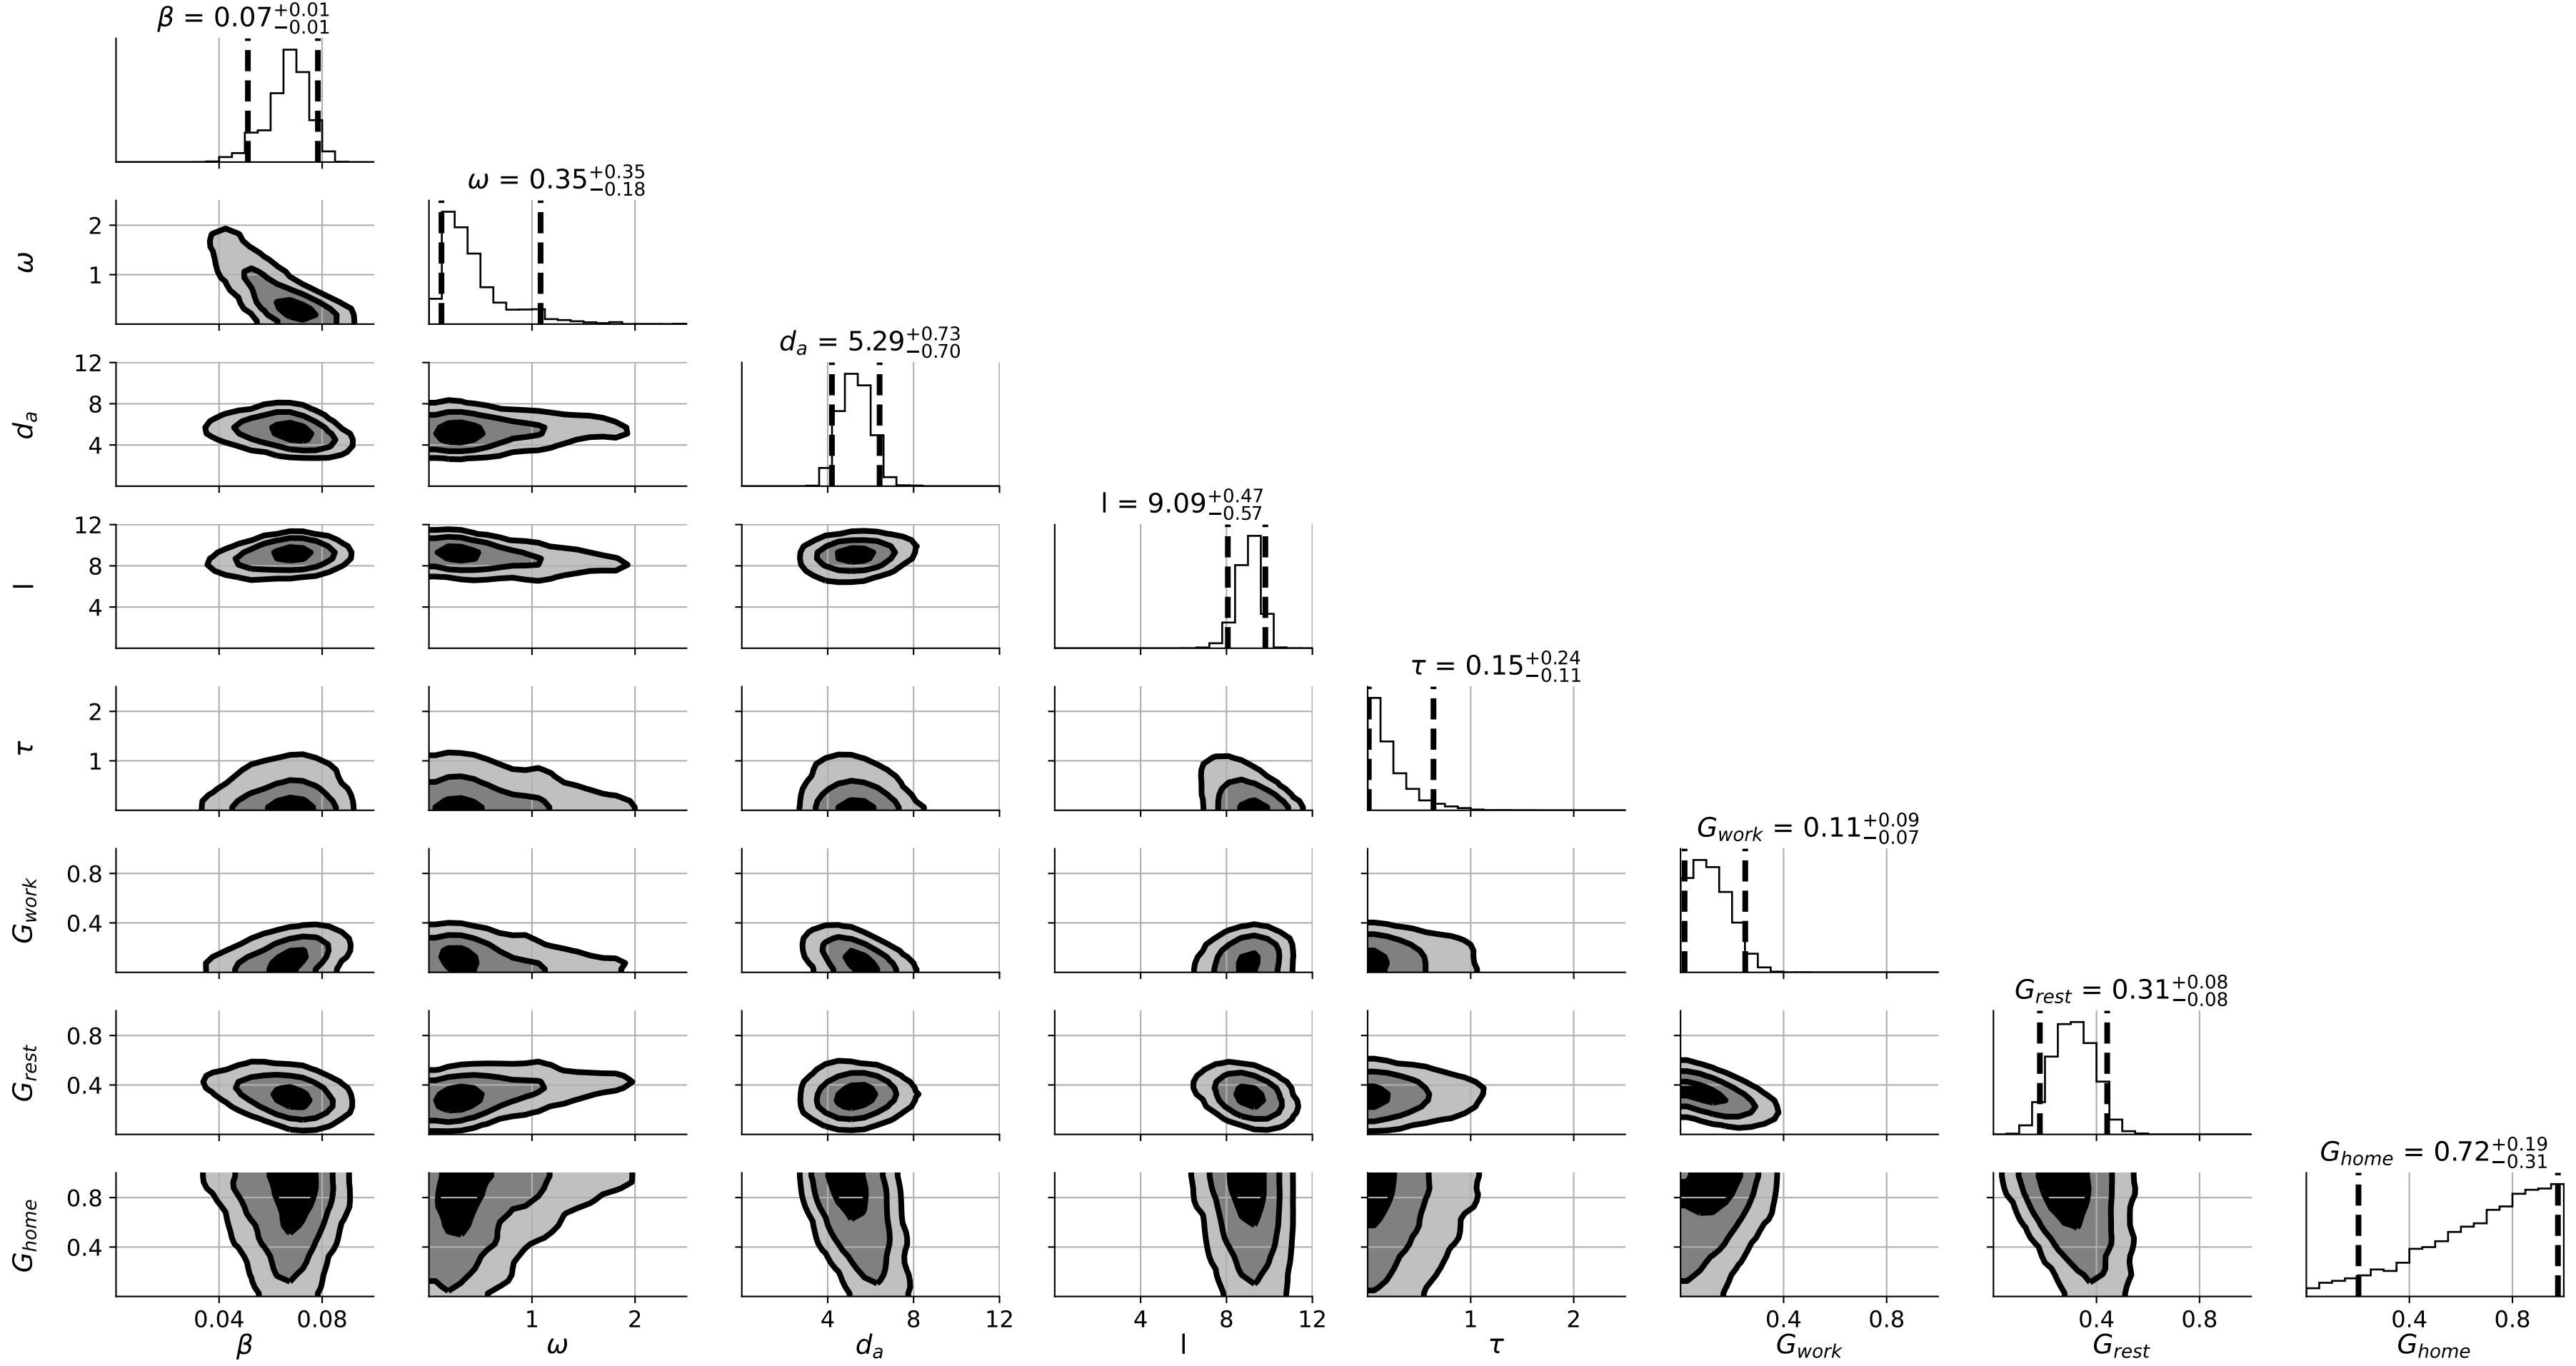 β = 0.07+0.01−0.01
2
1
ω
ω = 0.35+0.35−0.18
12
8
4
d_a
d_a = 5.29+0.73−0.70
12
8
4
l
l = 9.09+0.47−0.57
2
1
τ
τ = 0.15+0.24−0.11
0.8
0.4
G_work
G_work = 0.11+0.09−0.07
0.8
0.4
G_rest
G_rest = 0.31+0.08−0.08
0.8
0.4
G_home
G_home = 0.72+0.19−0.31
0.04 0.08 1 2 4 8 12 4 8 12 1 2 0.4 0.8 0.4 0.8 0.4 0.8
β ω d_a l τ G_work G_rest G_home